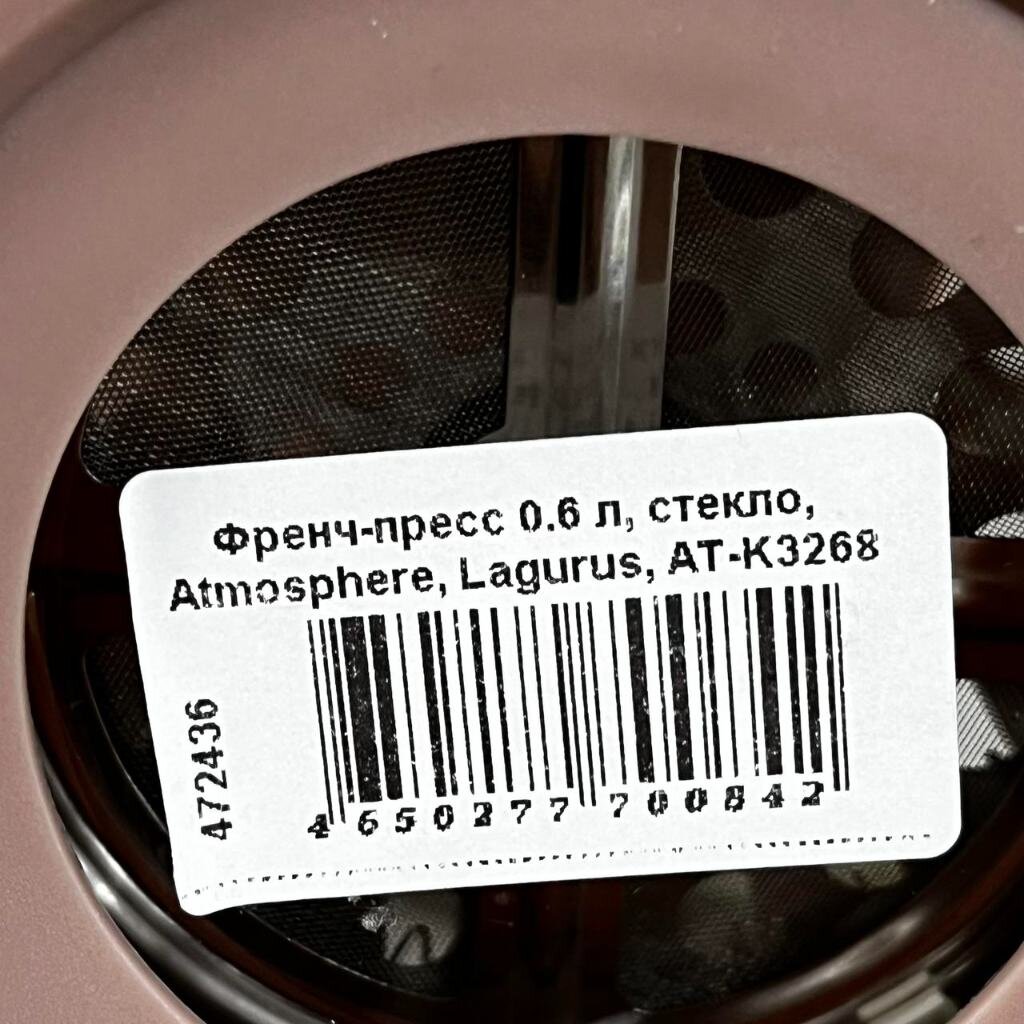 Френч-пресс 0.6 л, стекло,
Atmosphere, Lagurus, AT-K3268
472436
4 650277 700842